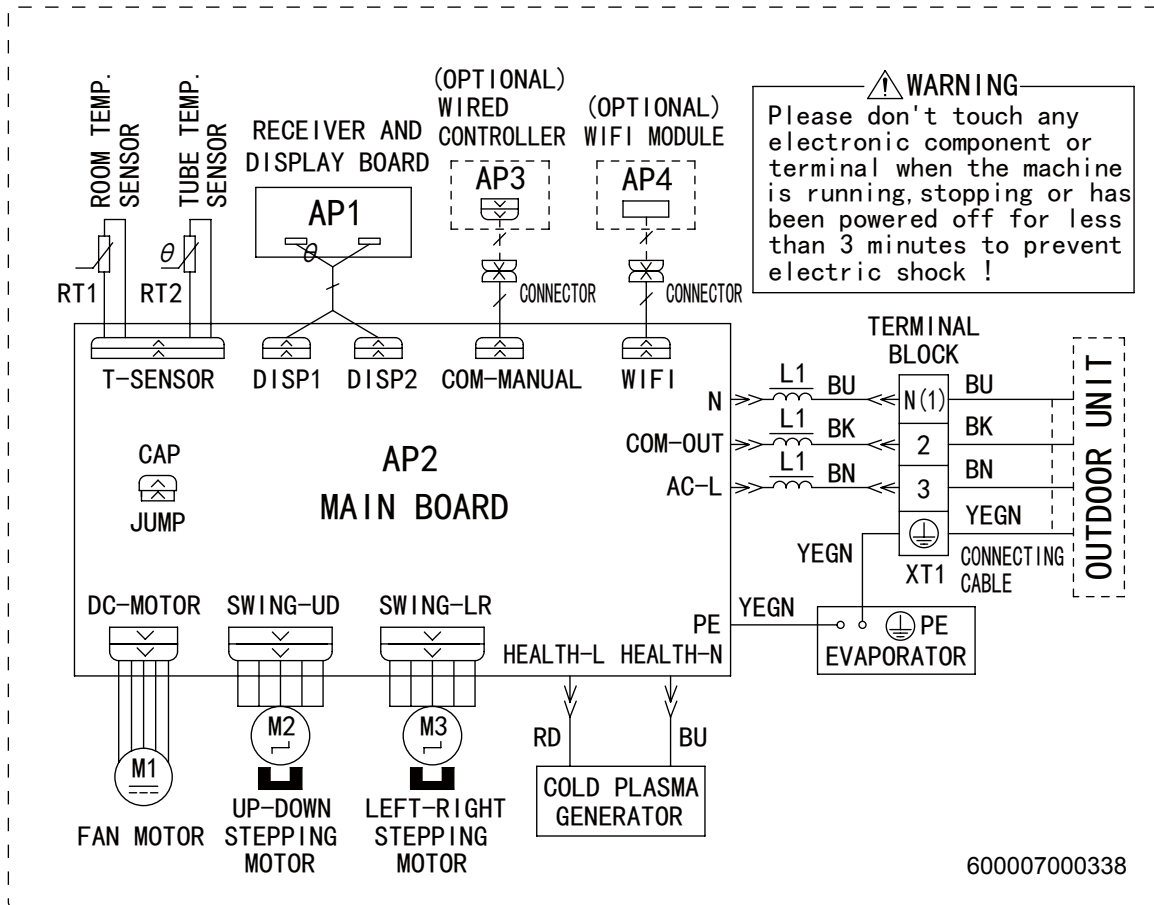 ROOM TEMP.
SENSOR
TUBE TEMP.
SENSOR
RT1
θ
RT2
RECEIVER AND
DISPLAY BOARD
AP1
θ
(OPTIONAL)
WIRED
CONTROLLER
AP3
CONNECTOR
(OPTIONAL)
WIFI MODULE
AP4
CONNECTOR
WARNING
Please don't touch any
electronic component or
terminal when the machine
is running, stopping or has
been powered off for less
than 3 minutes to prevent
electric shock !
T-SENSOR
DISP1
DISP2
COM-MANUAL
WIFI
CAP
JUMP
AP2
MAIN BOARD
N
COM-OUT
AC-L
L1
BU
L1
BK
L1
BN
TERMINAL
BLOCK
N(1)
2
3
XT1
BU
BK
BN
YEGN
CONNECTING
CABLE
OUTDOOR UNIT
YEGN
PE
YEGN
PE
EVAPORATOR
DC-MOTOR
SWING-UD
SWING-LR
HEALTH-L
HEALTH-N
M1
FAN MOTOR
M2
UP-DOWN
STEPPING
MOTOR
M3
LEFT-RIGHT
STEPPING
MOTOR
RD
BU
COLD PLASMA
GENERATOR
600007000338